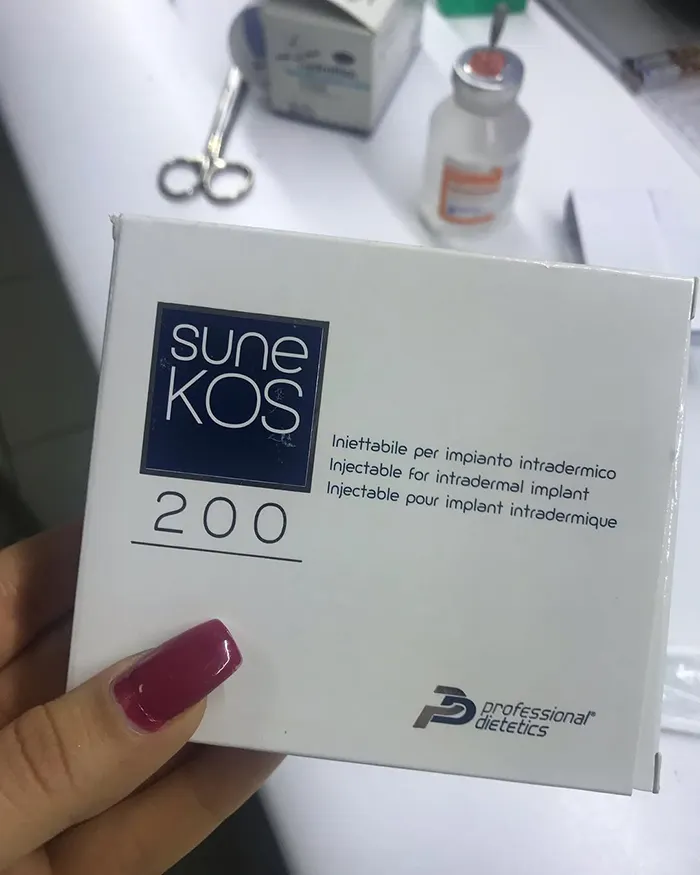 sune
KOS
200
Iniettabile per impianto intradermico
Injectable for intradermal implant
Injectable pour implant intradermique
professional®
dietetics